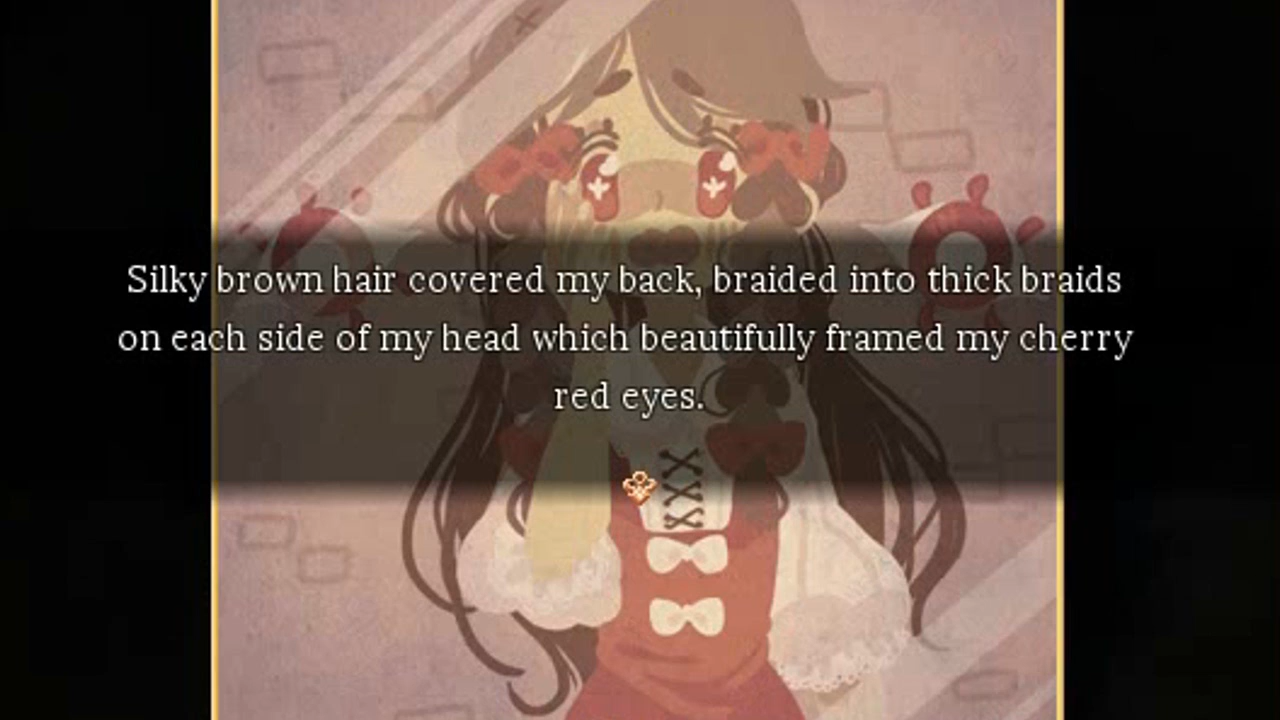 Silky brown hair covered my back, braided into thick braids
on each side of my head which beautifully framed my cherry
red eyes.